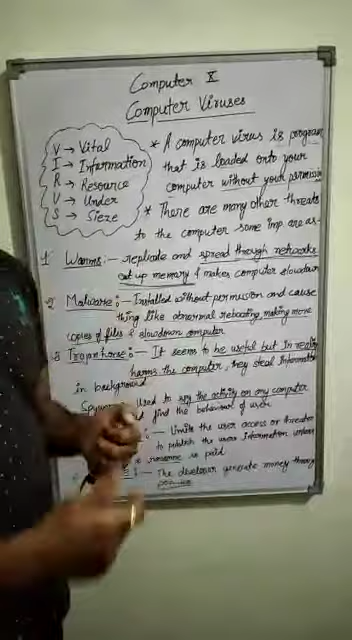 Computer X
Computer Viruses
V → Vital
I → Information
R → Resource
U → Under
S → Sieze
* A computer virus is program
that is loaded onto your
computer without your permission
* There are many other threats
to the computer some imp are as-
1 Worms:- replicate and spread through networks
eat up memory & makes computer slowdown
2 Malware:- Installed without permission and cause
thing like abnormal rebooting, making more
copies of files & slowdown computer
3 Trojan horse:- It seems to be useful but in reality
harms the computer, they steal information
in background
Spy used to spy the activity on any computer
find the behaviour of user
:- Limits the user access or threaten
to publish the user information unless
a ransome is paid
:- The developer generate money through